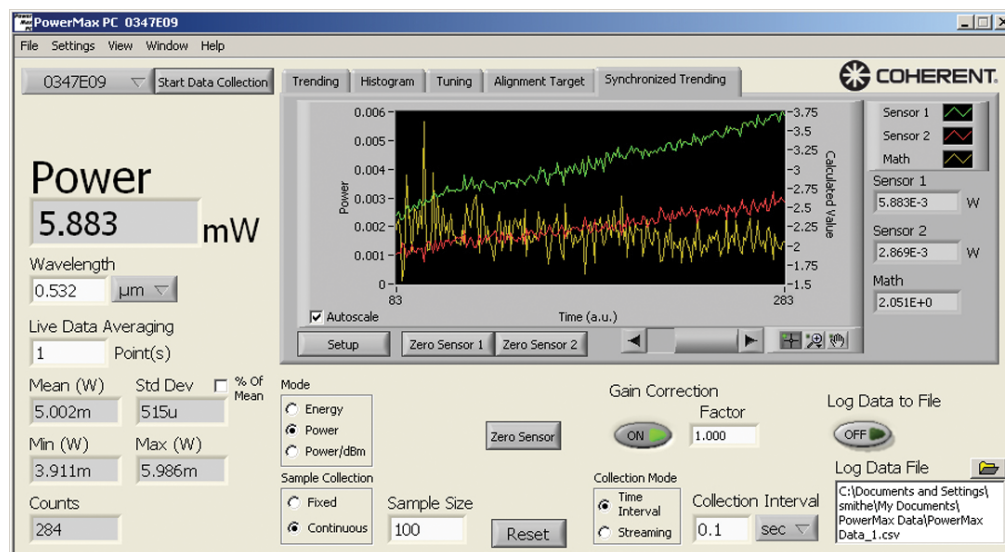 PowerMax PC 0347E09
File Settings View Window Help
0347E09 Start Data Collection
Trending Histogram Tuning Alignment Target Synchronized Trending
COHERENT.
Power
5.883 mW
Wavelength
0.532 µm
Live Data Averaging
1 Point(s)
Mean (W) Std Dev % Of Mean
5.002m 515u
Min (W) Max (W)
3.911m 5.986m
Counts
284
Power
0.006
0.005
0.004
0.003
0.002
0.001
0
3.75
3.5
3.25
3
2.75
2.5
2.25
2
1.75
1.5
Calculated Value
83 283
Time (a.u.)
Autoscale
Setup Zero Sensor 1 Zero Sensor 2
Sensor 1
Sensor 2
Math
Sensor 1
5.883E-3 W
Sensor 2
2.869E-3 W
Math
2.051E+0
Mode
Energy
Power
Power/dBm
Zero Sensor
Gain Correction
ON
Factor
1.000
Log Data to File
OFF
Sample Collection
Fixed
Continuous
Sample Size
100
Reset
Collection Mode
Time Interval
Streaming
Collection Interval
0.1 sec
Log Data File
C:\Documents and Settings\
smithe\My Documents\
PowerMax Data\PowerMax
Data_1.csv